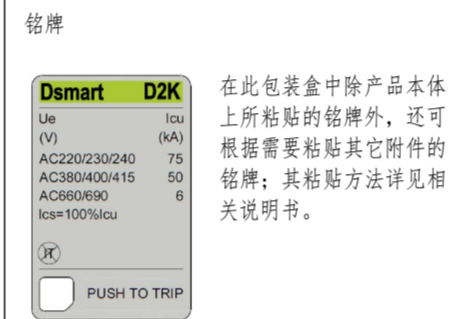 铭牌
Dsmart D2K
Ue Icu
(V) (kA)
AC220/230/240 75
AC380/400/415 50
AC660/690 6
Ics=100%Icu
IT
PUSH TO TRIP
在此包装盒中除产品本体
上所粘贴的铭牌外，还可
根据需要粘贴其它附件的
铭牌；其粘贴方法详见相
关说明书。